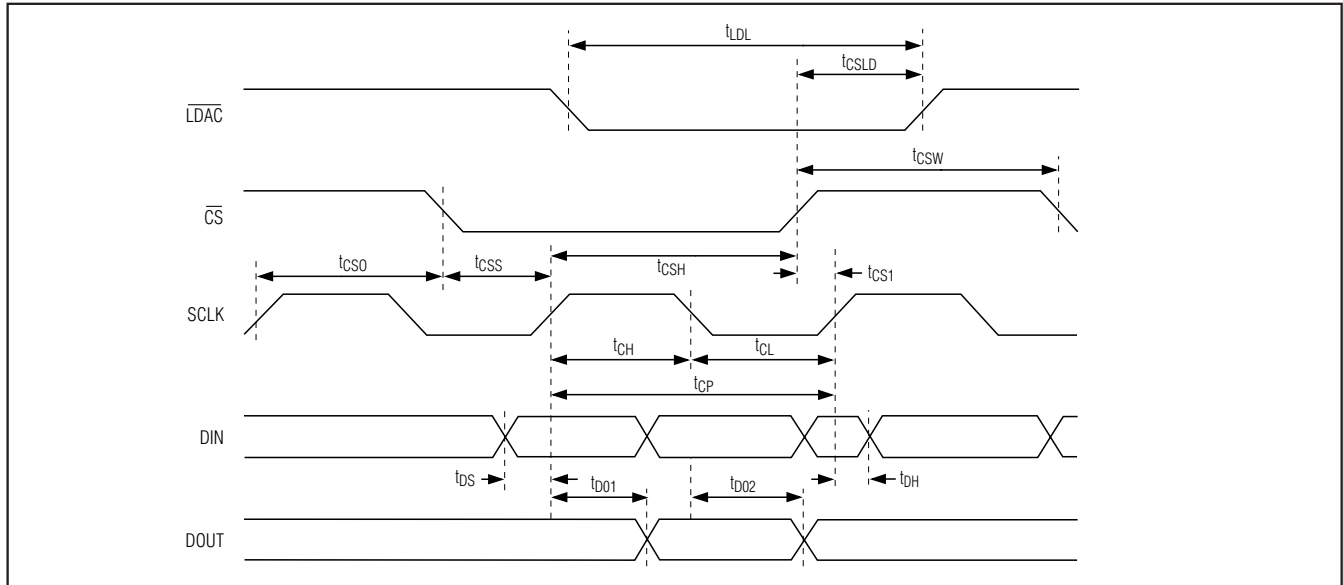 tLDL
tCSLD
LDAC
tCSW
CS
tCSO tCSS tCSH tCS1
SCLK
tCH tCL
tCP
DIN
tDS tDO1 tDO2 tDH
DOUT